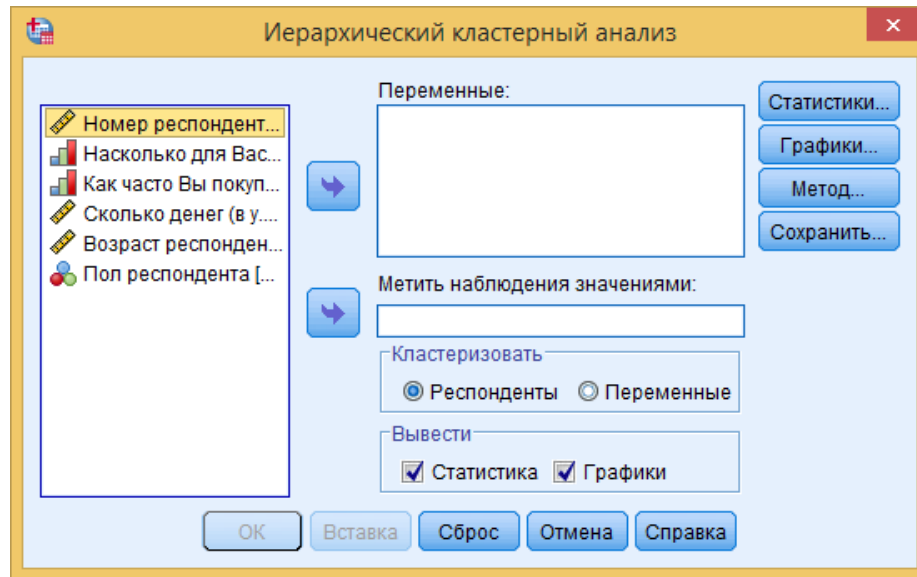 Иерархический кластерный анализ
Номер респондент...
Насколько для Вас...
Как часто Вы покуп...
Сколько денег (в у....
Возраст респонден...
Пол респондента [...
Переменные:
Метить наблюдения значениями:
Кластеризовать
Респонденты Переменные
Вывести
Статистика Графики
Статистики...
Графики...
Метод...
Сохранить...
ОК Вставка Сброс Отмена Справка